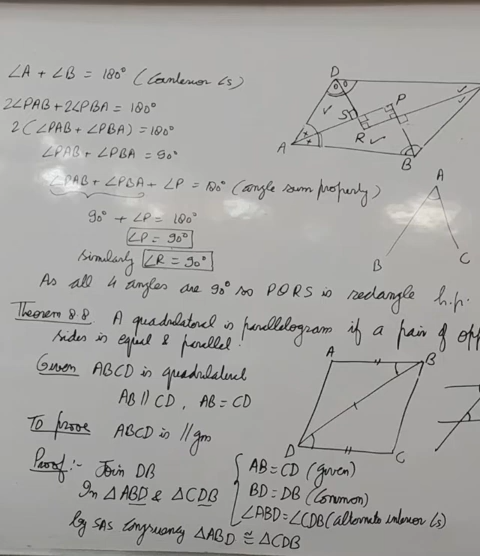 ∠A + ∠B = 180° (Cointerior ∠s)
2∠PAB + 2∠PBA = 180°
2(∠PAB + ∠PBA) = 180°
∠PAB + ∠PBA = 90°
∠PAB + ∠PBA + ∠P = 180° (angle sum property)
90° + ∠P = 180°
∠P = 90°
Similarly ∠R = 90°
As all 4 angles are 90° so PQRS is rectangle h.p.
D
P
S
R
A
B
A
B
C
Theorem 8.8 A quadrilateral is parallelogram if a pair of opp
sides is equal & parallel.
Given ABCD is quadrilateral
AB || CD, AB = CD
To prove ABCD is ||gm
Proof:- Join DB
In △ABD & △CDB
AB = CD (given)
BD = DB (Common)
∠ABD = ∠CDB (alternate interior ∠s)
by SAS congruency △ABD ≅ △CDB
A
B
D
C